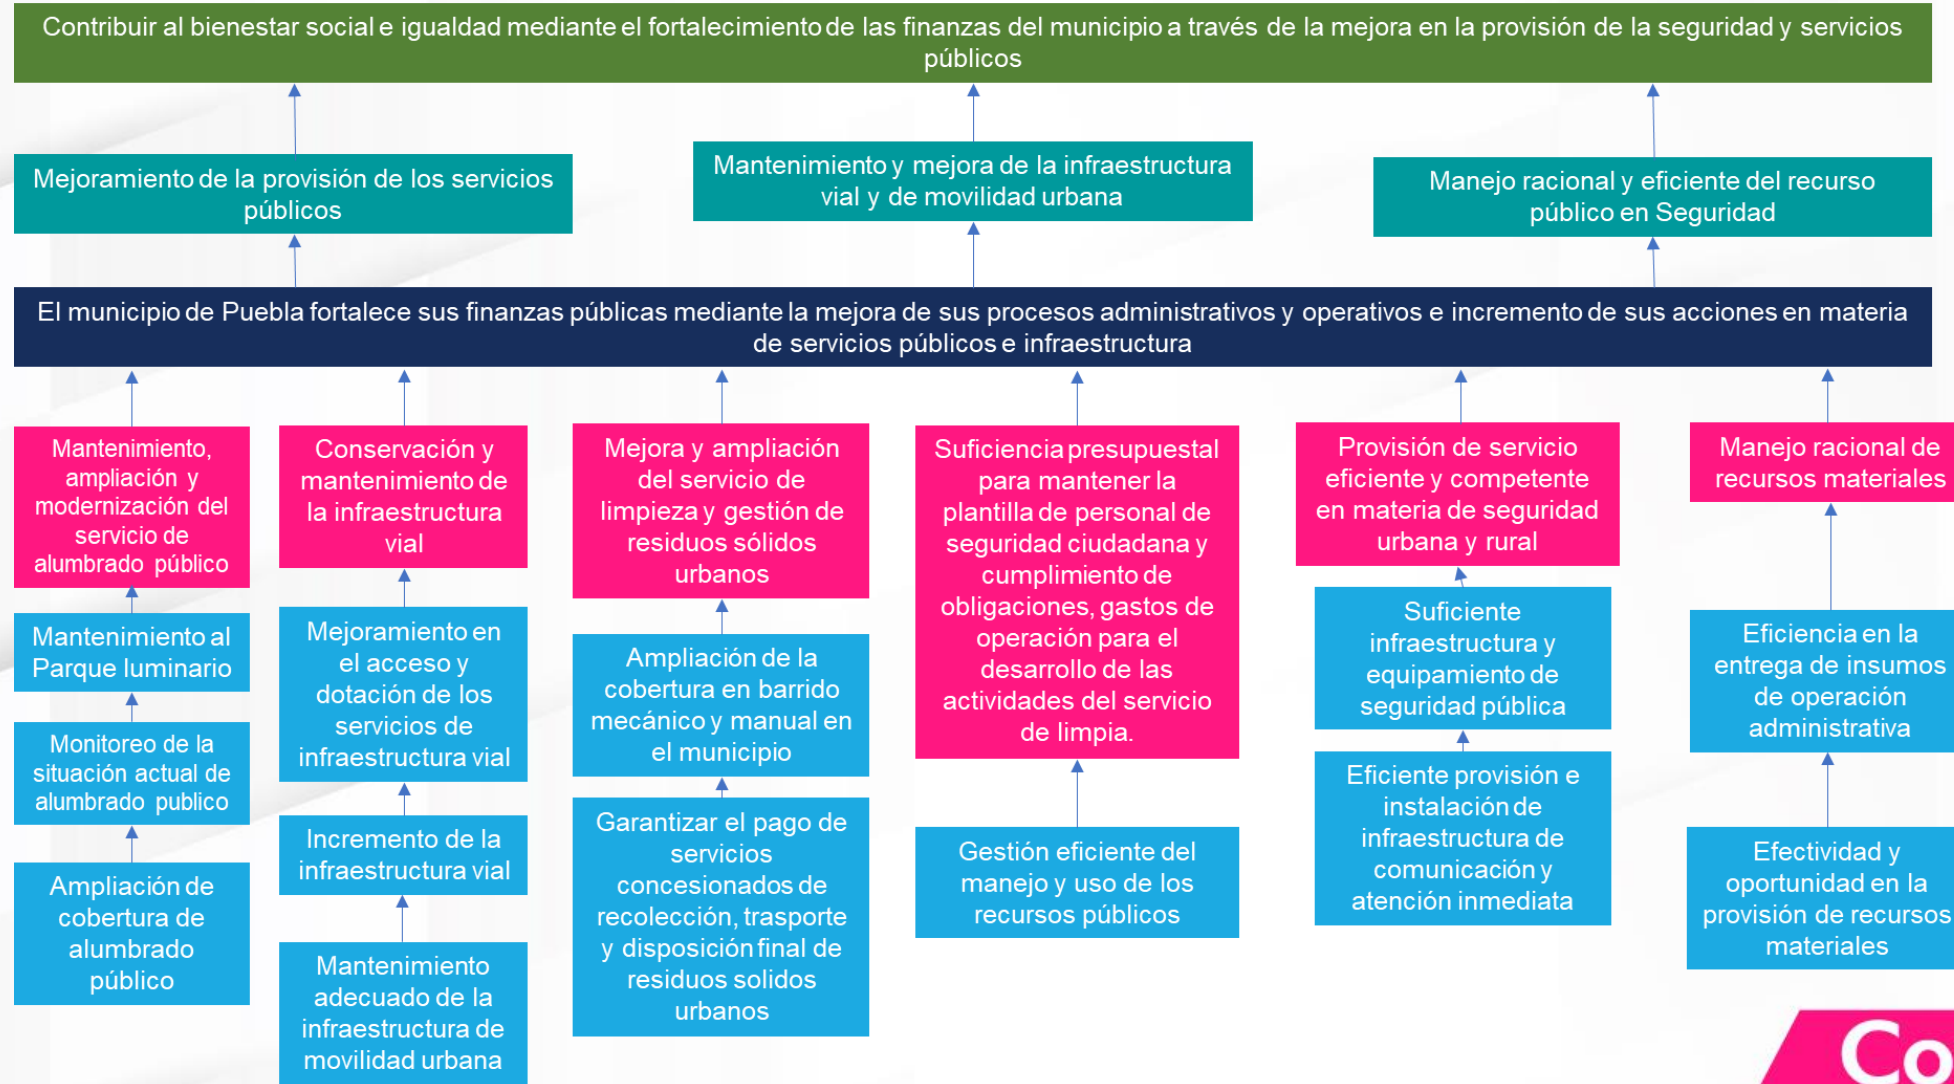 Contribuir al bienestar social e igualdad mediante el fortalecimiento de las finanzas del municipio a través de la mejora en la provisión de la seguridad y servicios
públicos
Mejoramiento de la provisión de los servicios
públicos
Mantenimiento y mejora de la infraestructura
vial y de movilidad urbana
Manejo racional y eficiente del recurso
público en Seguridad
El municipio de Puebla fortalece sus finanzas públicas mediante la mejora de sus procesos administrativos y operativos e incremento de sus acciones en materia
de servicios públicos e infraestructura
Mantenimiento,
ampliación y
modernización del
servicio de
alumbrado público
Mantenimiento al
Parque luminario
Monitoreo de la
situación actual de
alumbrado publico
Ampliación de
cobertura de
alumbrado
público
Conservación y
mantenimiento de
la infraestructura
vial
Mejoramiento en
el acceso y
dotación de los
servicios de
infraestructura vial
Incremento de la
infraestructura vial
Mantenimiento
adecuado de la
infraestructura de
movilidad urbana
Mejora y ampliación
del servicio de
limpieza y gestión de
residuos sólidos
urbanos
Ampliación de la
cobertura en barrido
mecánico y manual en
el municipio
Garantizar el pago de
servicios
concesionados de
recolección, trasporte
y disposición final de
residuos solidos
urbanos
Suficiencia presupuestal
para mantener la
plantilla de personal de
seguridad ciudadana y
cumplimiento de
obligaciones, gastos de
operación para el
desarrollo de las
actividades del servicio
de limpia.
Gestión eficiente del
manejo y uso de los
recursos públicos
Provisión de servicio
eficiente y competente
en materia de seguridad
urbana y rural
Suficiente
infraestructura y
equipamiento de
seguridad pública
Eficiente provisión e
instalación de
infraestructura de
comunicación y
atención inmediata
Manejo racional de
recursos materiales
Eficiencia en la
entrega de insumos
de operación
administrativa
Efectividad y
oportunidad en la
provisión de recursos
materiales
Co